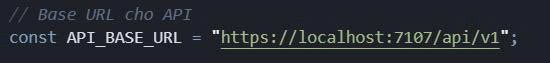 // Base URL cho API
const API_BASE_URL = "https://localhost:7107/api/v1";